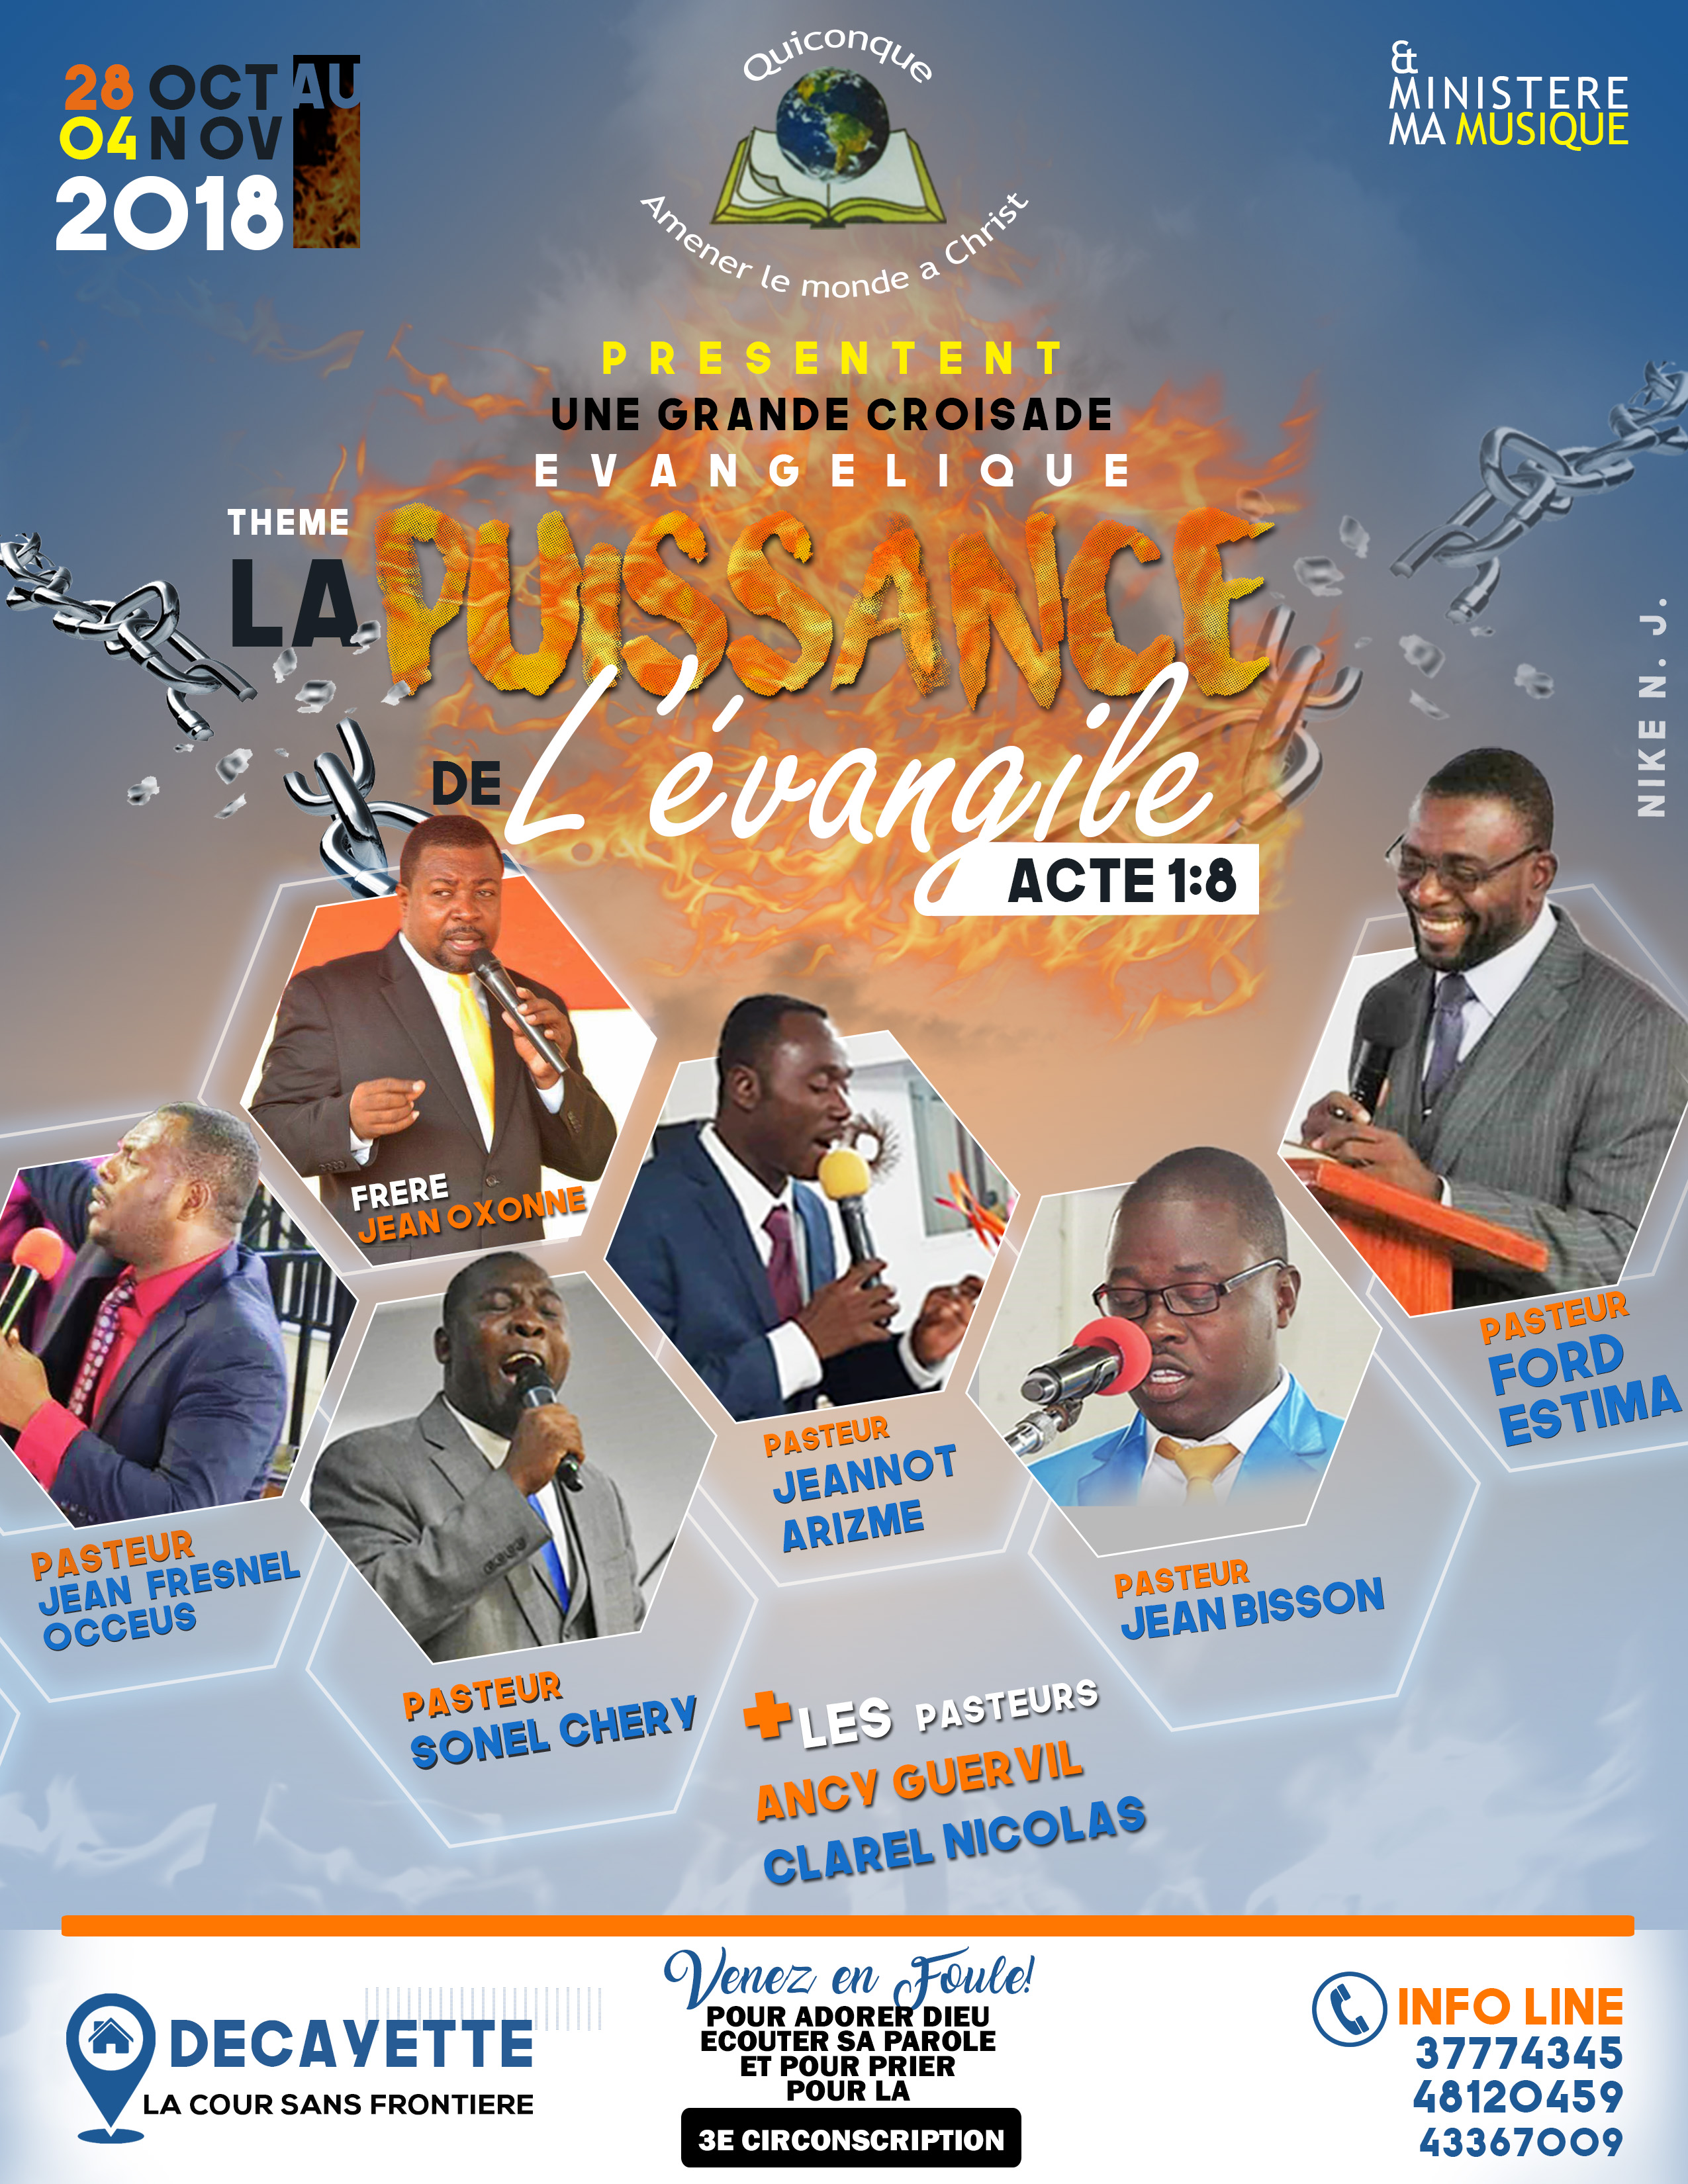 28 OCT AU
04 NOV
2018
Quiconque
Amener le monde a Christ
&
MINISTERE
MA MUSIQUE
PRESENTENT
UNE GRANDE CROISADE
EVANGELIQUE
THEME
LA PUISSANCE
DE L'évangile
ACTE 1:8
NIKE N. J.
FRERE
JEAN OXONNE
PASTEUR
FORD
ESTIMA
PASTEUR
JEANNOT
ARIZME
PASTEUR
JEAN FRESNEL
OCCEUS
PASTEUR
JEAN BISSON
PASTEUR
SONEL CHERY
+LES PASTEURS
ANCY GUERVIL
CLAREL NICOLAS
DECAYETTE
LA COUR SANS FRONTIERE
Venez en Foule!
POUR ADORER DIEU
ECOUTER SA PAROLE
ET POUR PRIER
POUR LA
3E CIRCONSCRIPTION
INFO LINE
37774345
48120459
43367009